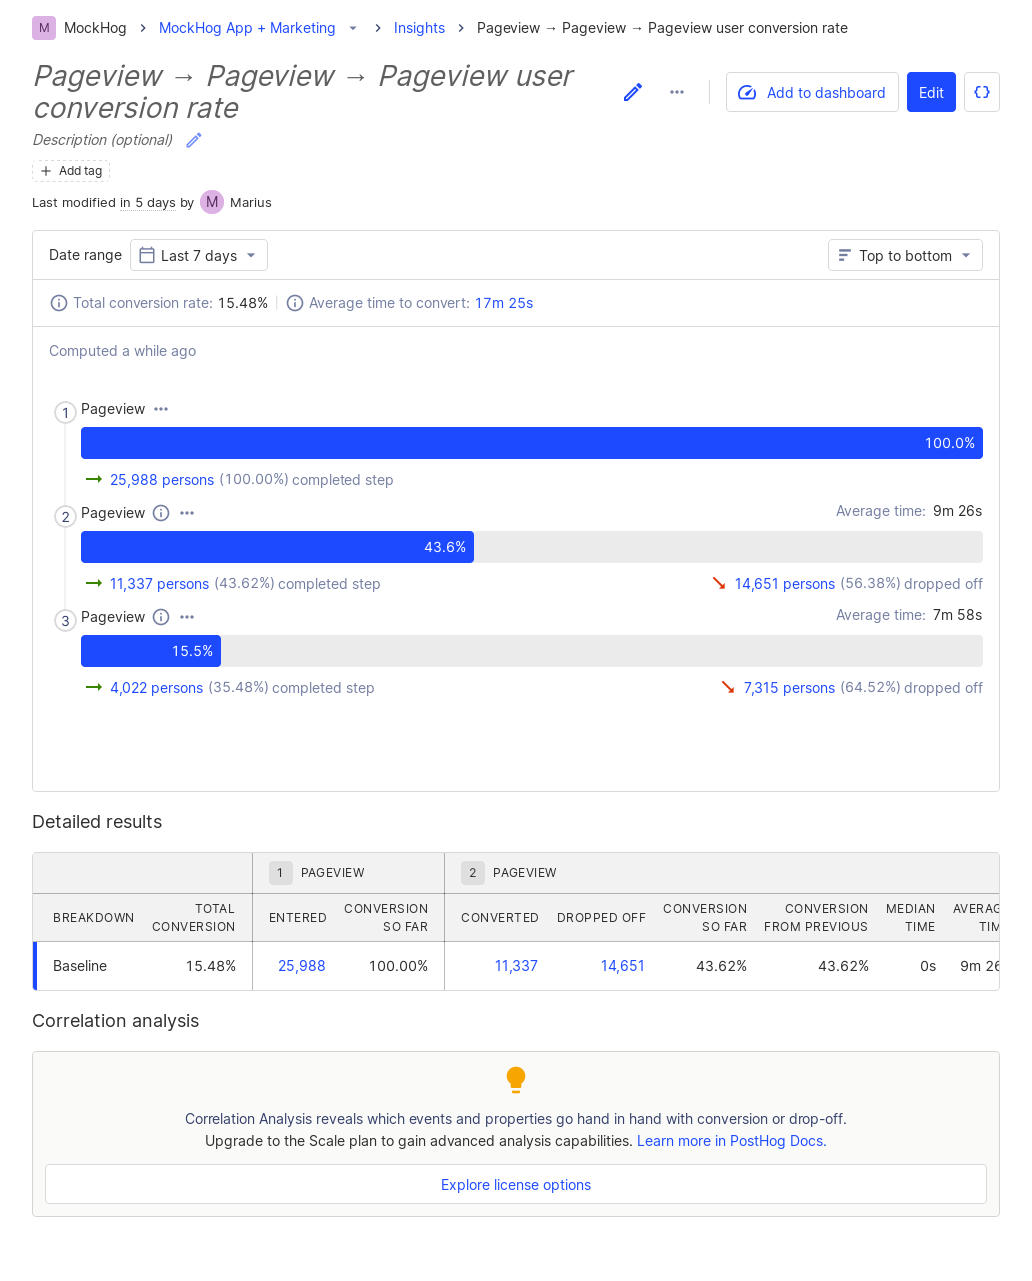 M MockHog MockHog App + Marketing Insights Pageview → Pageview → Pageview user conversion rate
Pageview → Pageview → Pageview user
conversion rate
Add to dashboard Edit
Description (optional)
Add tag
Last modified in 5 days by M Marius
Date range Last 7 days Top to bottom
Total conversion rate: 15.48% Average time to convert: 17m 25s
Computed a while ago
1 Pageview
100.0%
25,988 persons (100.00%) completed step
2 Pageview Average time: 9m 26s
43.6%
11,337 persons (43.62%) completed step 14,651 persons (56.38%) dropped off
3 Pageview Average time: 7m 58s
15.5%
4,022 persons (35.48%) completed step 7,315 persons (64.52%) dropped off
Detailed results
1 PAGEVIEW 2 PAGEVIEW
BREAKDOWN TOTAL CONVERSION ENTERED CONVERSION SO FAR CONVERTED DROPPED OFF CONVERSION SO FAR CONVERSION FROM PREVIOUS MEDIAN TIME
Baseline 15.48% 25,988 100.00% 11,337 14,651 43.62% 43.62% 0s 9m 26
Correlation analysis
Correlation Analysis reveals which events and properties go hand in hand with conversion or drop-off.
Upgrade to the Scale plan to gain advanced analysis capabilities. Learn more in PostHog Docs.
Explore license options